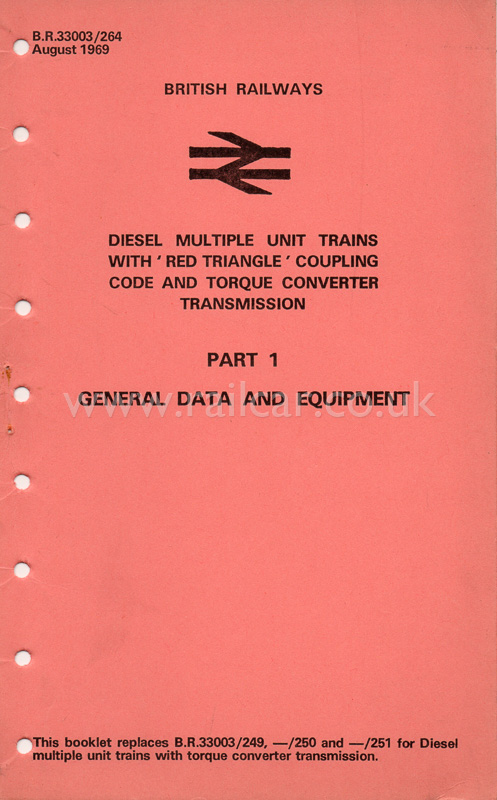 B.R.33003/264
August 1969
BRITISH RAILWAYS
DIESEL MULTIPLE UNIT TRAINS
WITH ‘ RED TRIANGLE ’ COUPLING
CODE AND TORQUE CONVERTER
TRANSMISSION
PART 1
GENERAL DATA AND EQUIPMENT
www.railcar.co.uk
This booklet replaces B.R.33003/249, —/250 and —/251 for Diesel
multiple unit trains with torque converter transmission.